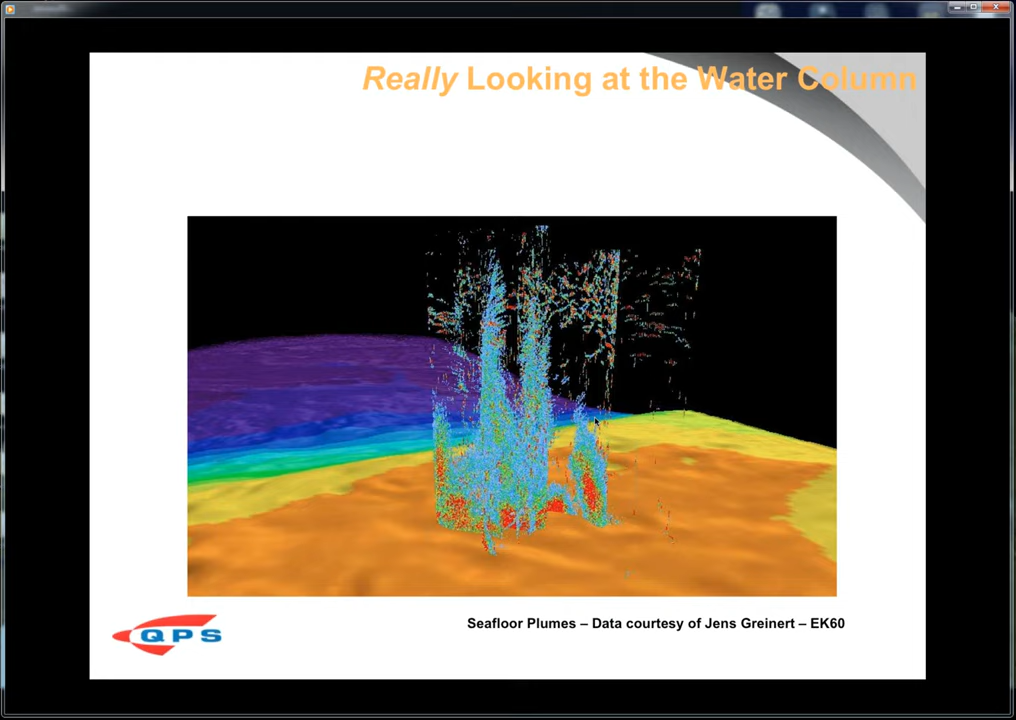 Really Looking at the Water Column
Seafloor Plumes – Data courtesy of Jens Greinert – EK60
QPS